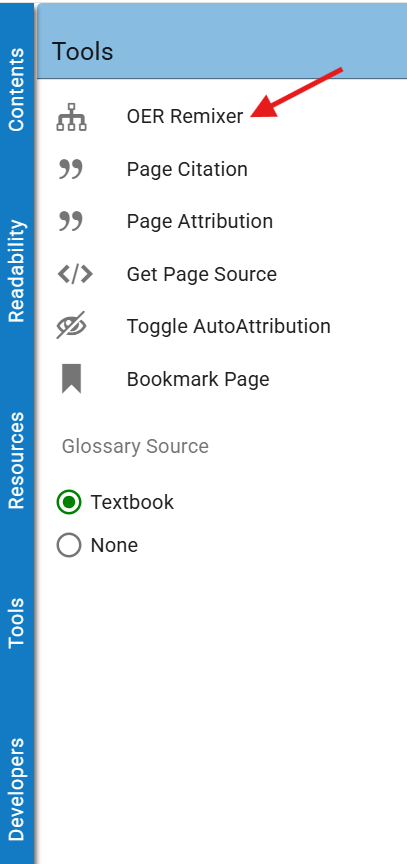 Tools
OER Remixer
Page Citation
Page Attribution
Get Page Source
Toggle AutoAttribution
Bookmark Page
Glossary Source
Textbook
None
Contents
Readability
Resources
Tools
Developers